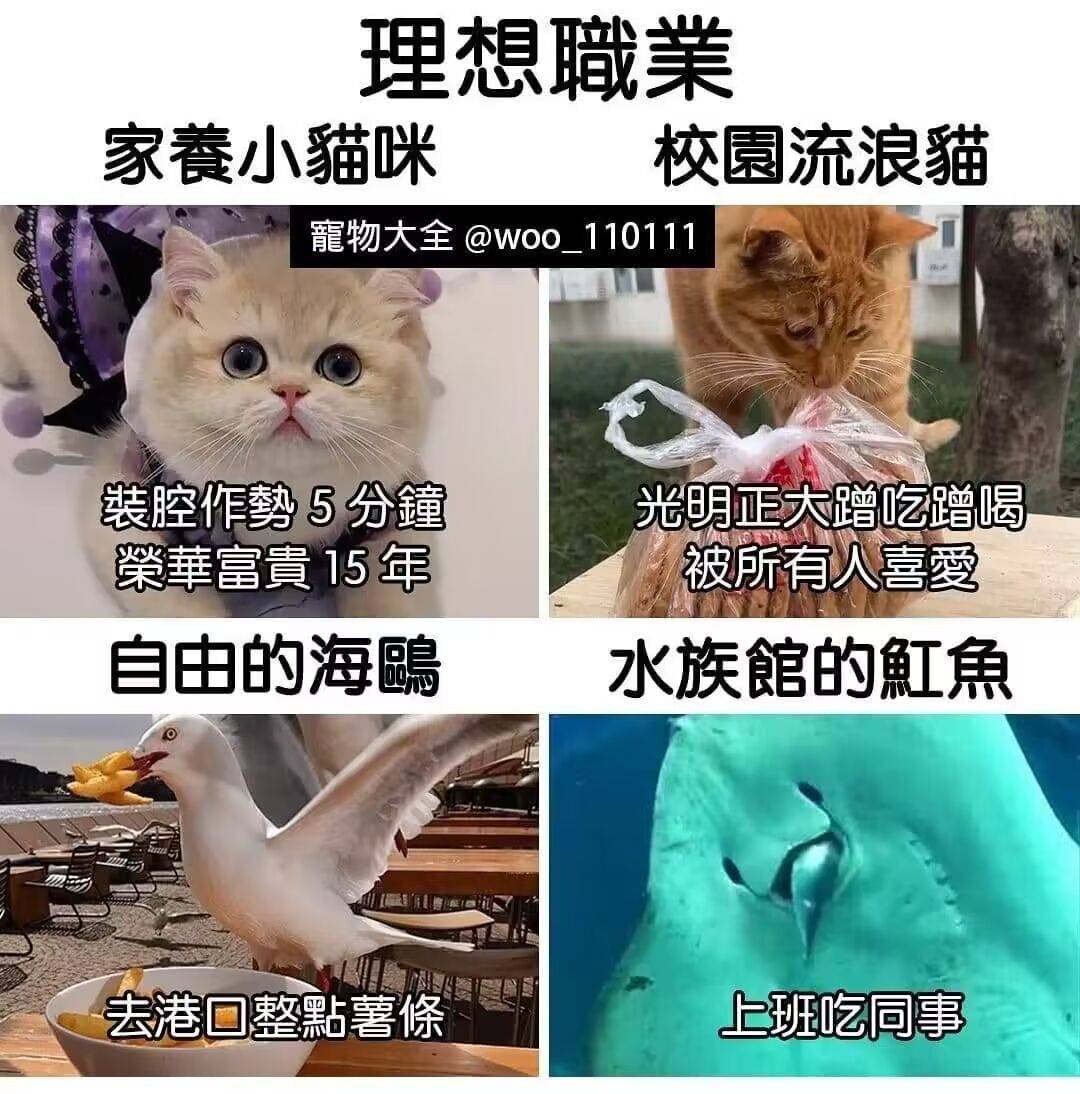 理想職業
家養小貓咪
校園流浪貓
寵物大全 @woo_110111
裝腔作勢 5 分鐘
榮華富貴 15 年
光明正大蹭吃蹭喝
被所有人喜愛
自由的海鷗
水族館的魟魚
去港口整點薯條
上班吃同事